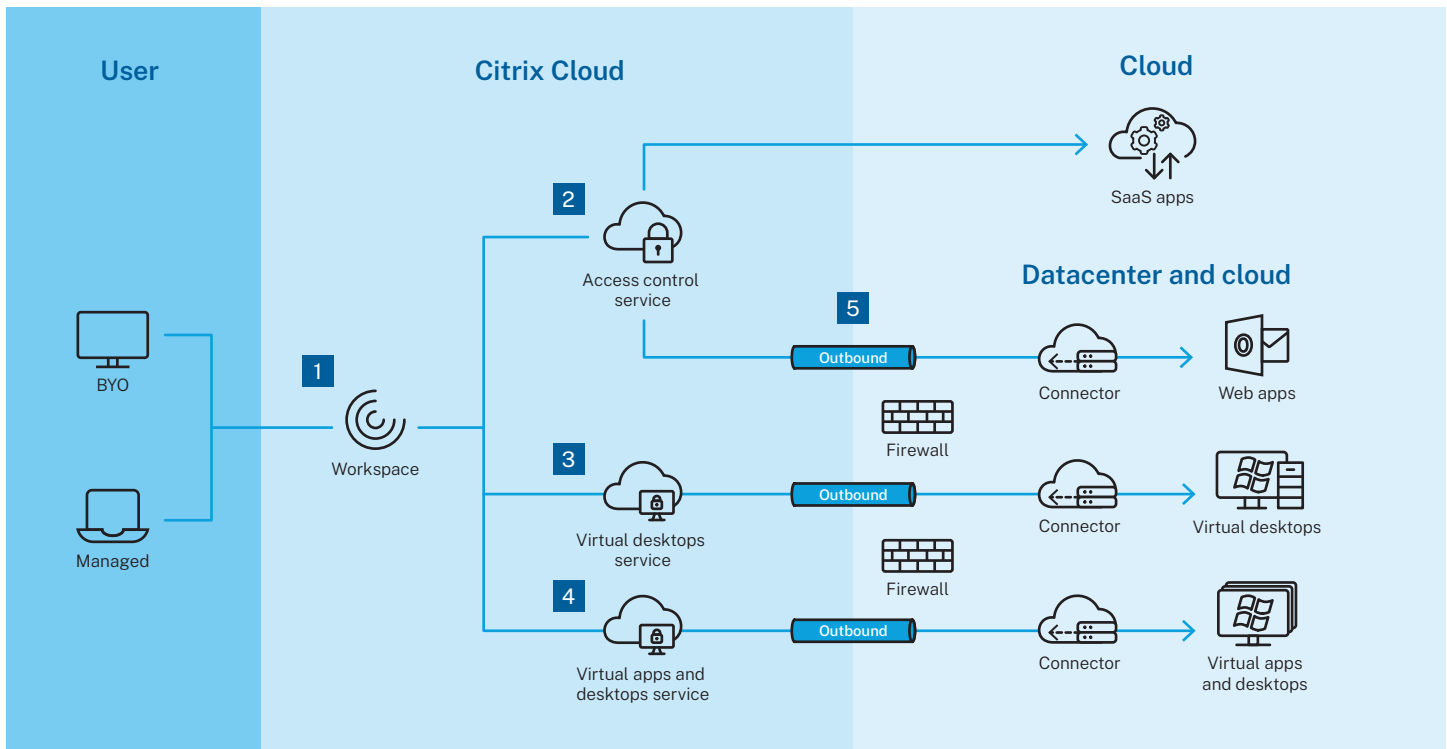 User
Citrix Cloud
Cloud
SaaS apps
2
Access control
service
Datacenter and cloud
5
Outbound
Connector
Web apps
BYO
1
Workspace
Managed
Firewall
3
Virtual desktops
service
Outbound
Connector
Virtual desktops
Firewall
4
Virtual apps and
desktops service
Outbound
Connector
Virtual apps
and desktops